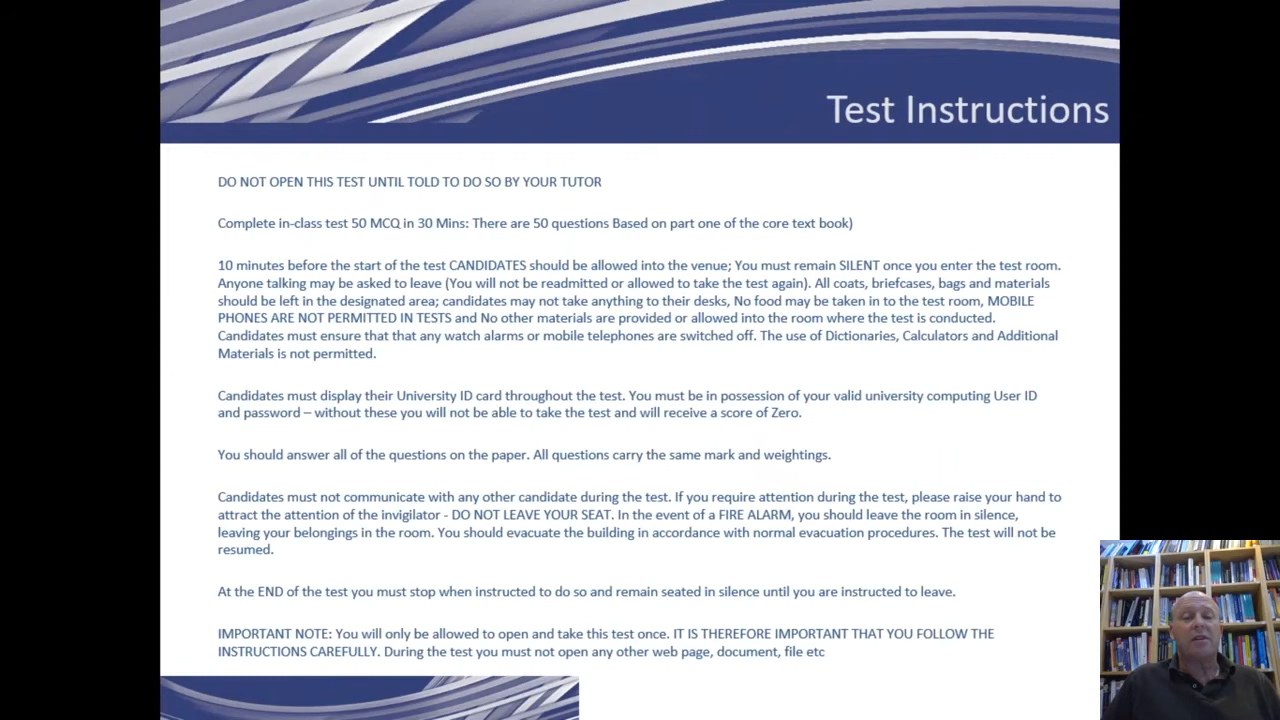 Test Instructions
DO NOT OPEN THIS TEST UNTIL TOLD TO DO SO BY YOUR TUTOR
Complete in-class test 50 MCQ in 30 Mins: There are 50 questions Based on part one of the core text book)
10 minutes before the start of the test CANDIDATES should be allowed into the venue; You must remain SILENT once you enter the test room.
Anyone talking may be asked to leave (You will not be readmitted or allowed to take the test again). All coats, briefcases, bags and materials
should be left in the designated area; candidates may not take anything to their desks, No food may be taken in to the test room, MOBILE
PHONES ARE NOT PERMITTED IN TESTS and No other materials are provided or allowed into the room where the test is conducted.
Candidates must ensure that that any watch alarms or mobile telephones are switched off. The use of Dictionaries, Calculators and Additional
Materials is not permitted.
Candidates must display their University ID card throughout the test. You must be in possession of your valid university computing User ID
and password – without these you will not be able to take the test and will receive a score of Zero.
You should answer all of the questions on the paper. All questions carry the same mark and weightings.
Candidates must not communicate with any other candidate during the test. If you require attention during the test, please raise your hand to
attract the attention of the invigilator - DO NOT LEAVE YOUR SEAT. In the event of a FIRE ALARM, you should leave the room in silence,
leaving your belongings in the room. You should evacuate the building in accordance with normal evacuation procedures. The test will not be
resumed.
At the END of the test you must stop when instructed to do so and remain seated in silence until you are instructed to leave.
IMPORTANT NOTE: You will only be allowed to open and take this test once. IT IS THEREFORE IMPORTANT THAT YOU FOLLOW THE
INSTRUCTIONS CAREFULLY. During the test you must not open any other web page, document, file etc